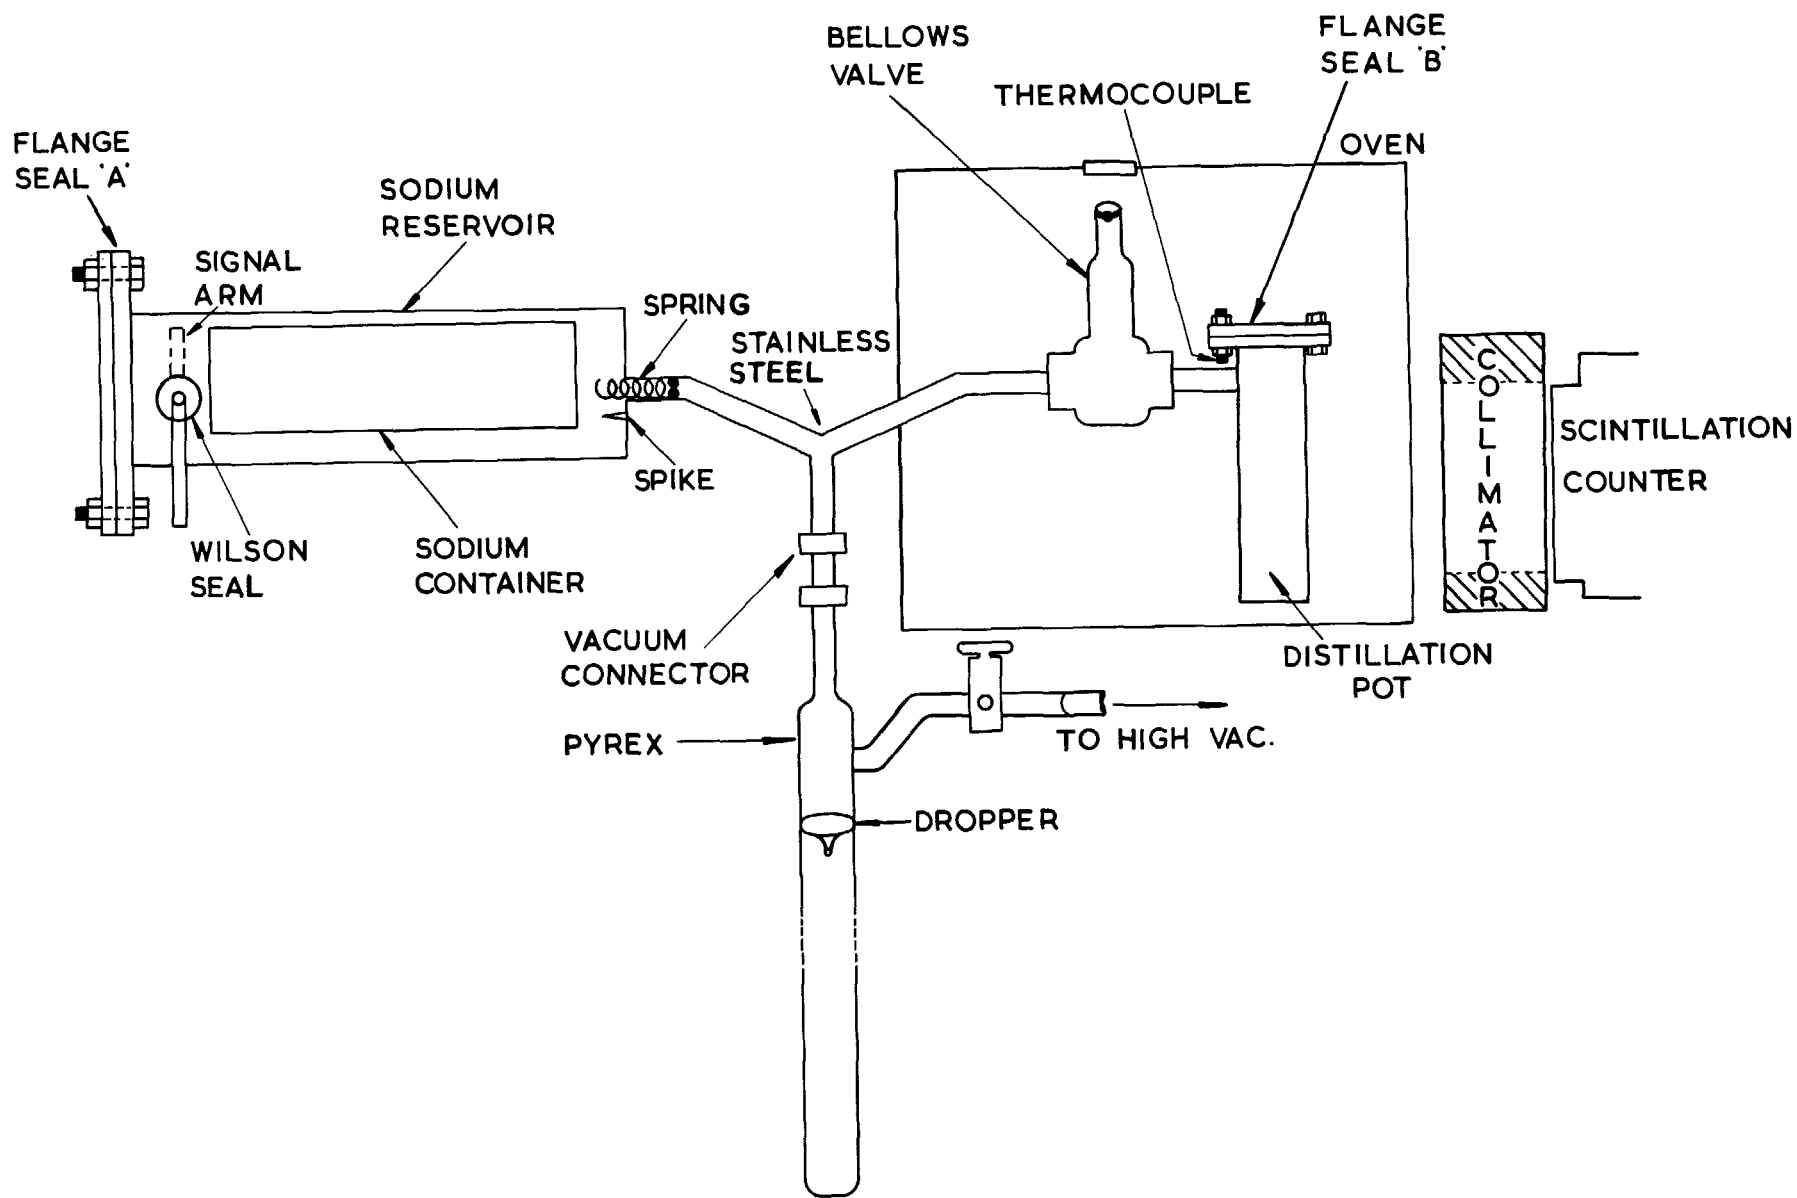 BELLOWS
VALVE
FLANGE
SEAL 'B'
THERMOCOUPLE
OVEN
FLANGE
SEAL 'A'
SODIUM
RESERVOIR
SIGNAL
ARM
SPRING
STAINLESS
STEEL
COLLIMATOR
SCINTILLATION
COUNTER
SPIKE
WILSON
SEAL
SODIUM
CONTAINER
VACUUM
CONNECTOR
DISTILLATION
POT
PYREX
TO HIGH VAC.
DROPPER